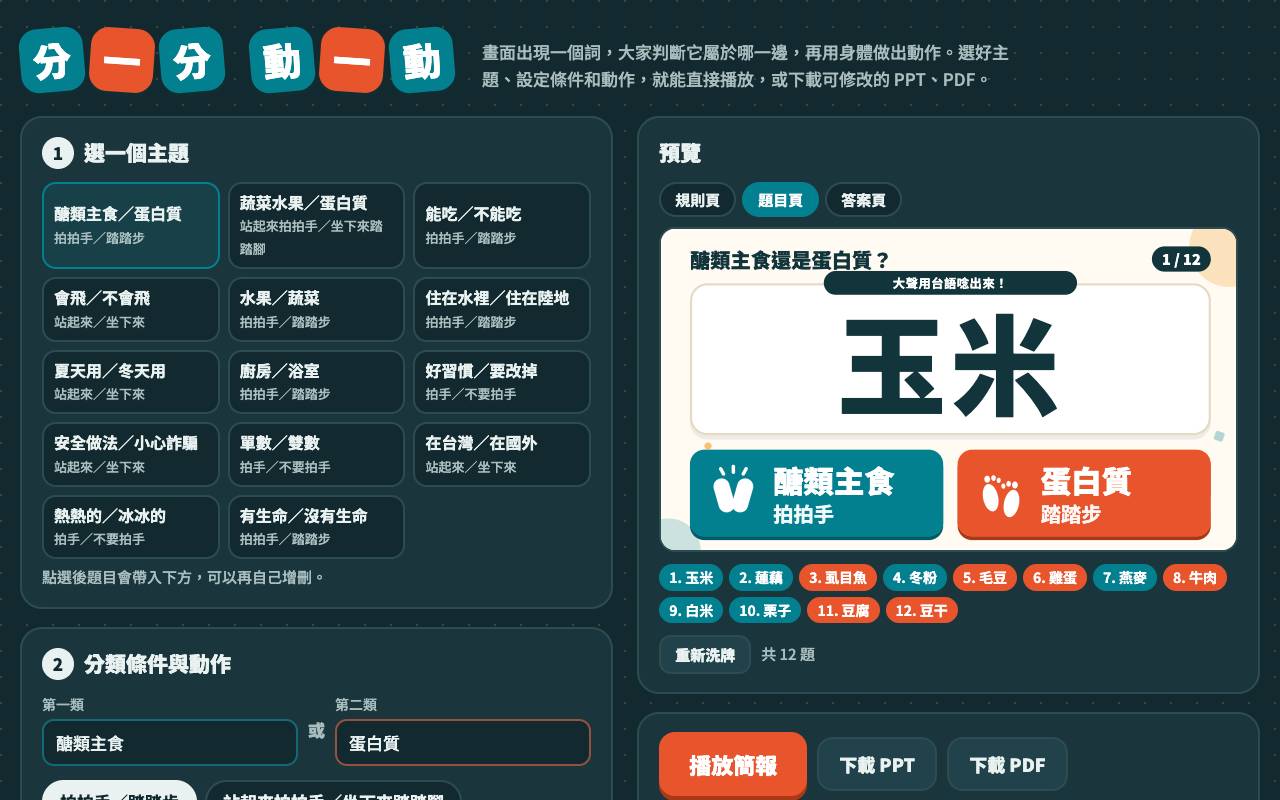 分一分 動一動
畫面出現一個詞，大家判斷它屬於哪一邊，再用身體做出動作。選好主
題、設定條件和動作，就能直接播放，或下載可修改的 PPT、PDF。
1 選一個主題
醣類主食／蛋白質
拍拍手／踏踏步
蔬菜水果／蛋白質
站起來拍拍手／坐下來踏
踏腳
能吃／不能吃
拍拍手／踏踏步
會飛／不會飛
站起來／坐下來
水果／蔬菜
拍拍手／踏踏步
住在水裡／住在陸地
拍拍手／踏踏步
夏天用／冬天用
站起來／坐下來
廚房／浴室
拍拍手／踏踏步
好習慣／要改掉
拍手／不要拍手
安全做法／小心詐騙
站起來／坐下來
單數／雙數
拍手／不要拍手
在台灣／在國外
站起來／坐下來
熱熱的／冰冰的
拍手／不要拍手
有生命／沒有生命
拍拍手／踏踏步
點選後題目會帶入下方，可以再自己增刪。
2 分類條件與動作
第一類
醣類主食
或
第二類
蛋白質
拍拍手／踏踏步
站起來拍拍手／坐下來踏踏腳
預覽
規則頁 題目頁 答案頁
醣類主食還是蛋白質？
1 / 12
大聲用台語唸出來！
玉米
醣類主食
拍拍手
蛋白質
踏踏步
1. 玉米 2. 蓮藕 3. 虱目魚 4. 冬粉 5. 毛豆 6. 雞蛋 7. 燕麥 8. 牛肉
9. 白米 10. 栗子 11. 豆腐 12. 豆干
重新洗牌 共 12 題
播放簡報 下載 PPT 下載 PDF